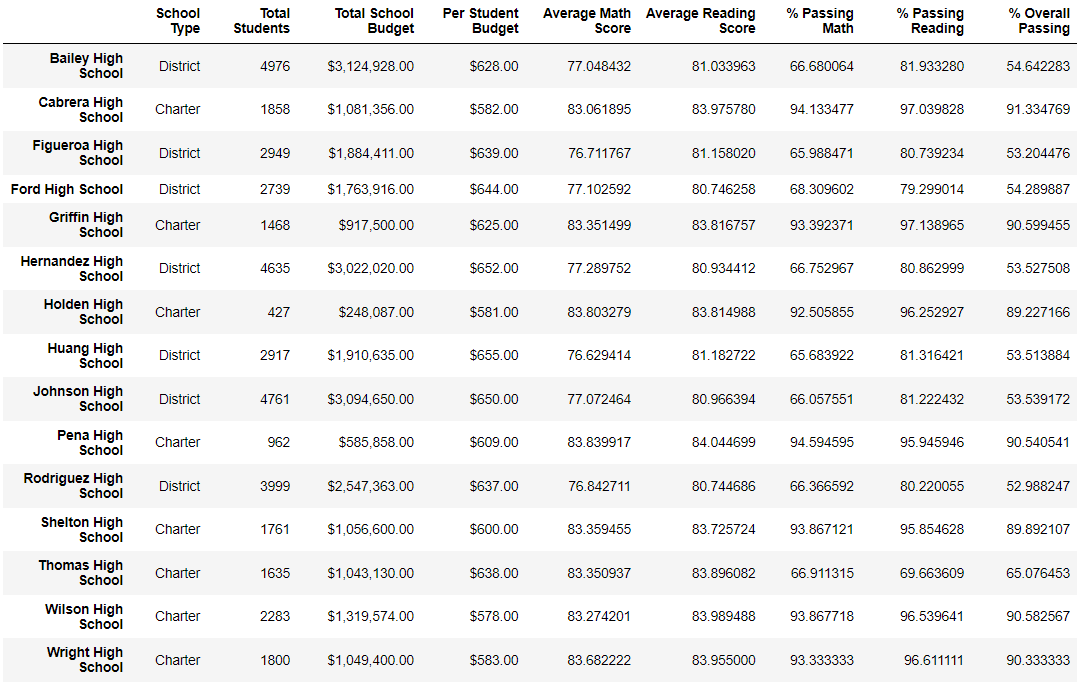 School Type Total Students Total School Budget Per Student Budget Average Math Score Average Reading Score % Passing Math % Passing Reading % Overall Passing
Bailey High School District 4976 $3,124,928.00 $628.00 77.048432 81.033963 66.680064 81.933280 54.642283
Cabrera High School Charter 1858 $1,081,356.00 $582.00 83.061895 83.975780 94.133477 97.039828 91.334769
Figueroa High School District 2949 $1,884,411.00 $639.00 76.711767 81.158020 65.988471 80.739234 53.204476
Ford High School District 2739 $1,763,916.00 $644.00 77.102592 80.746258 68.309602 79.299014 54.289887
Griffin High School Charter 1468 $917,500.00 $625.00 83.351499 83.816757 93.392371 97.138965 90.599455
Hernandez High School District 4635 $3,022,020.00 $652.00 77.289752 80.934412 66.752967 80.862999 53.527508
Holden High School Charter 427 $248,087.00 $581.00 83.803279 83.814988 92.505855 96.252927 89.227166
Huang High School District 2917 $1,910,635.00 $655.00 76.629414 81.182722 65.683922 81.316421 53.513884
Johnson High School District 4761 $3,094,650.00 $650.00 77.072464 80.966394 66.057551 81.222432 53.539172
Pena High School Charter 962 $585,858.00 $609.00 83.839917 84.044699 94.594595 95.945946 90.540541
Rodriguez High School District 3999 $2,547,363.00 $637.00 76.842711 80.744686 66.366592 80.220055 52.988247
Shelton High School Charter 1761 $1,056,600.00 $600.00 83.359455 83.725724 93.867121 95.854628 89.892107
Thomas High School Charter 1635 $1,043,130.00 $638.00 83.350937 83.896082 66.911315 69.663609 65.076453
Wilson High School Charter 2283 $1,319,574.00 $578.00 83.274201 83.989488 93.867718 96.539641 90.582567
Wright High School Charter 1800 $1,049,400.00 $583.00 83.682222 83.955000 93.333333 96.611111 90.333333